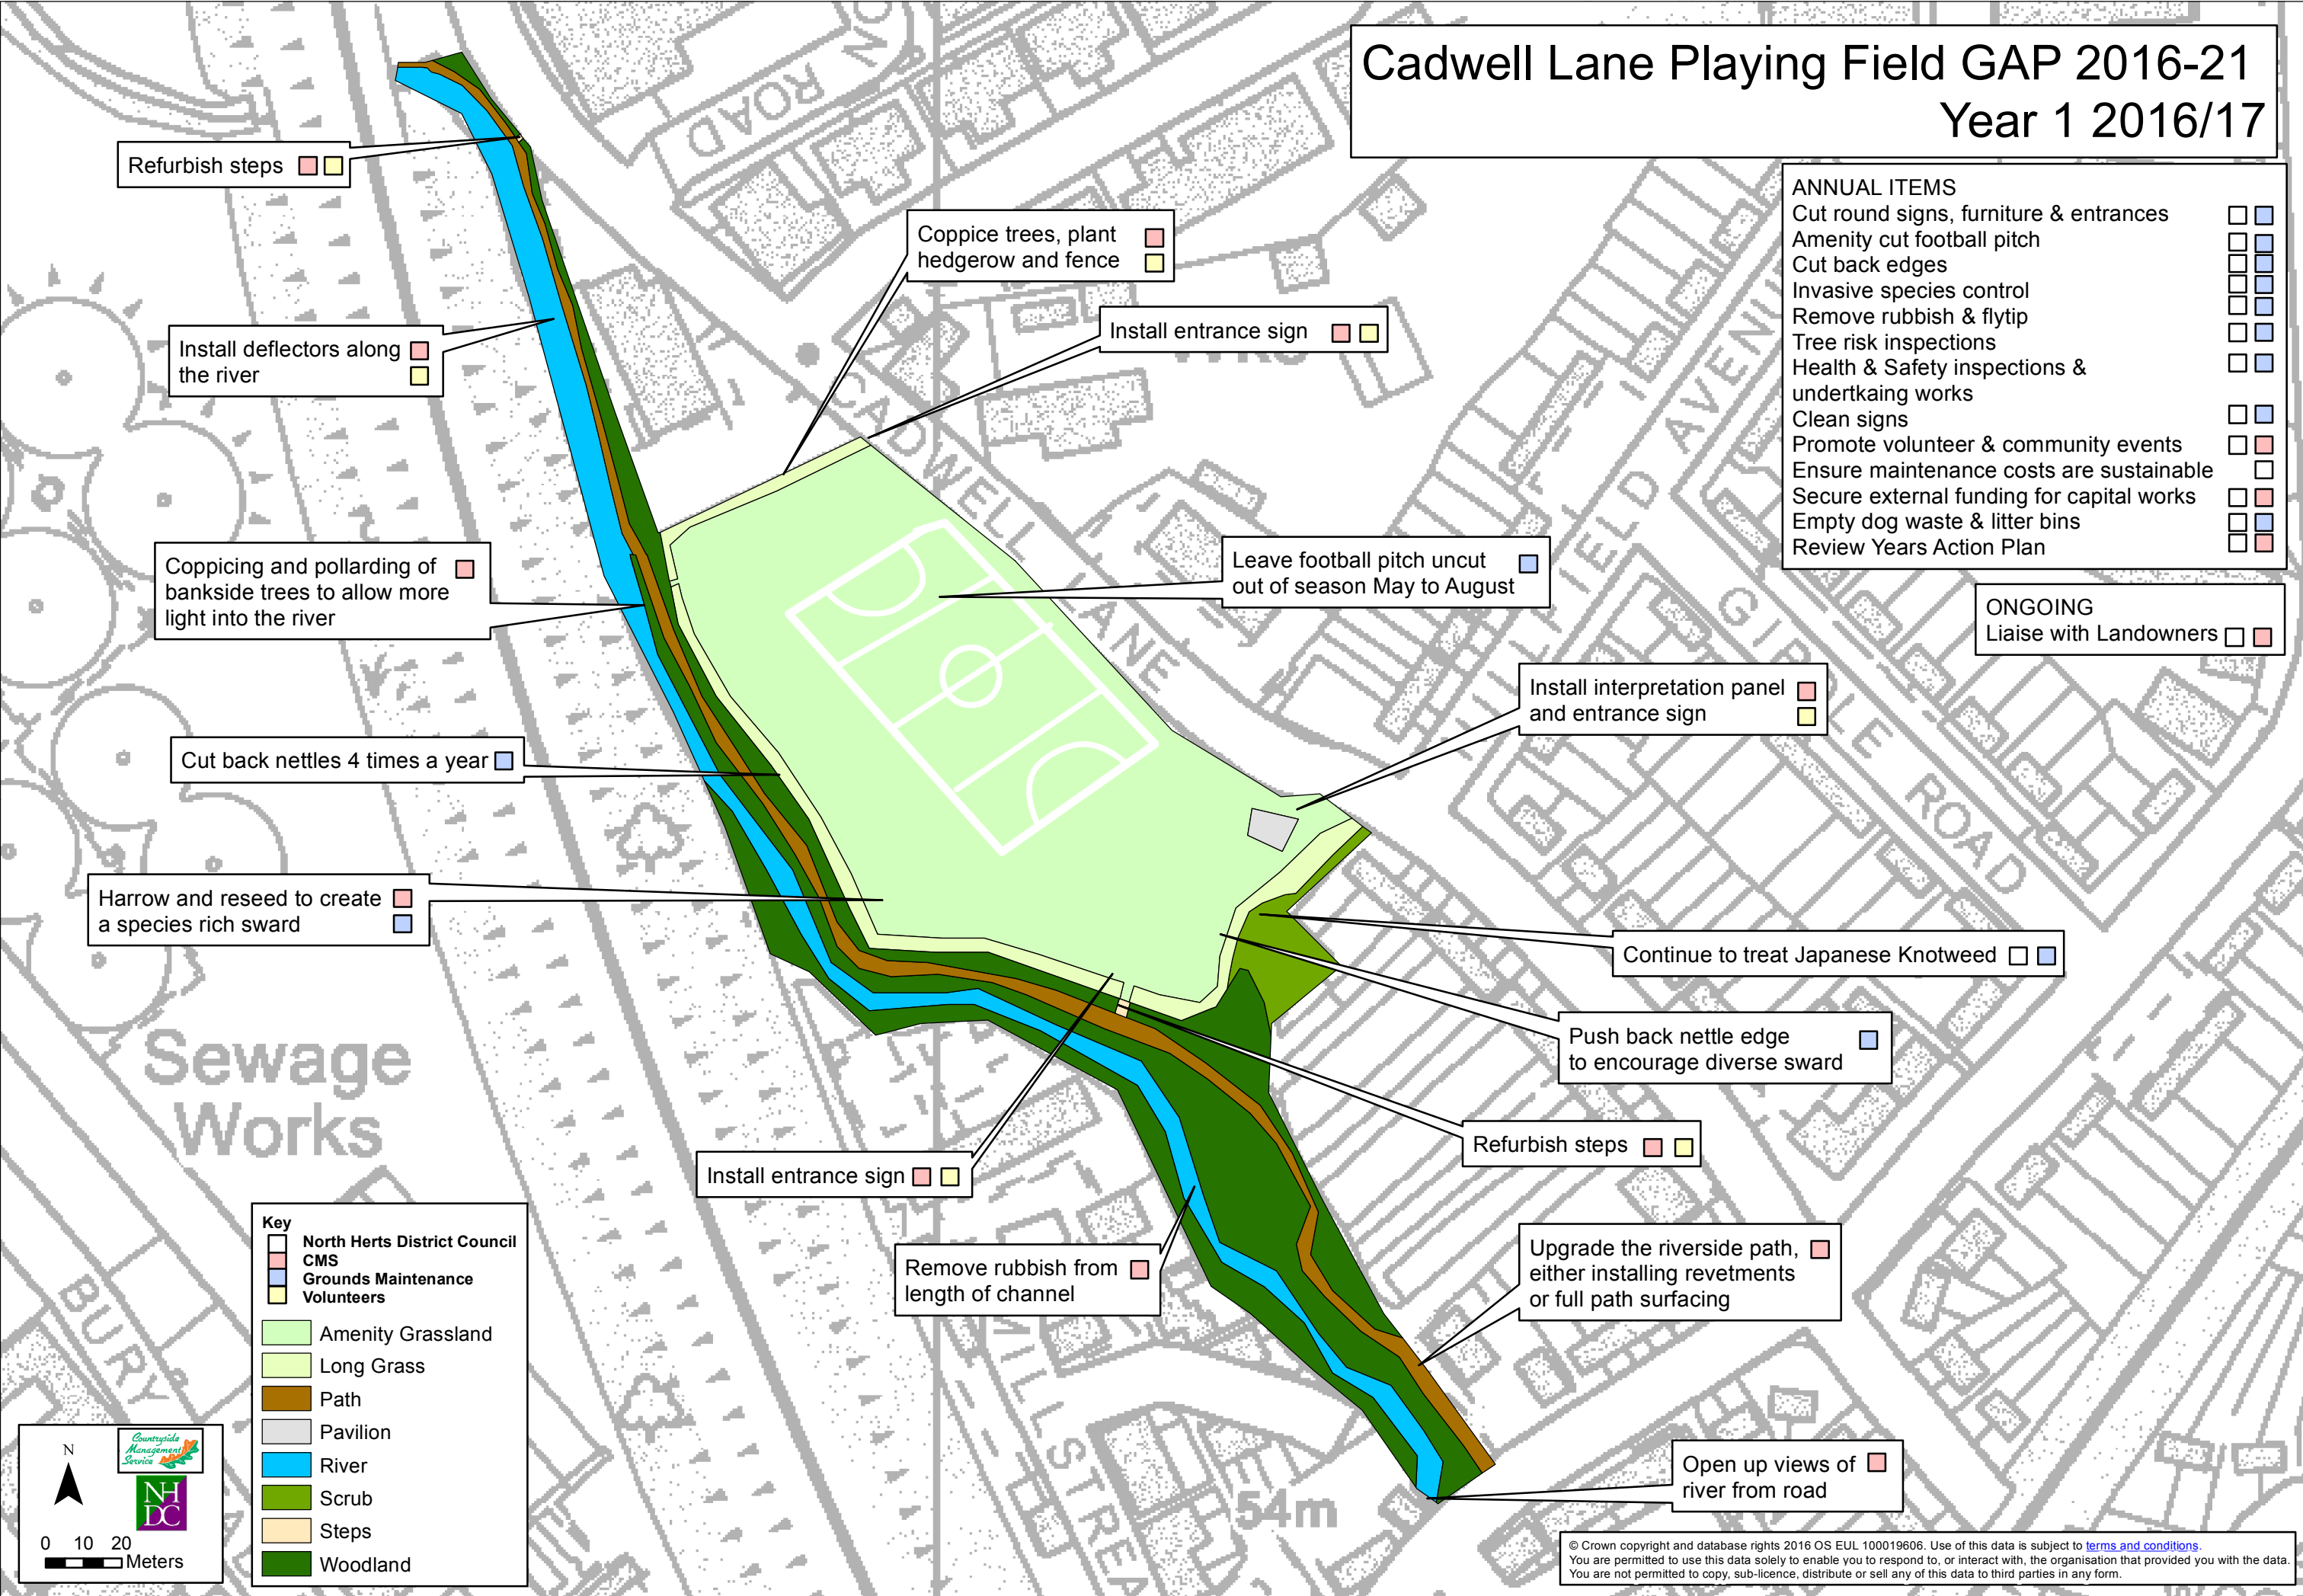 Cadwell Lane Playing Field GAP 2016-21
Year 1 2016/17
ANNUAL ITEMS
Cut round signs, furniture & entrances
Amenity cut football pitch
Cut back edges
Invasive species control
Remove rubbish & flytip
Tree risk inspections
Health & Safety inspections &
undertkaing works
Clean signs
Promote volunteer & community events
Ensure maintenance costs are sustainable
Secure external funding for capital works
Empty dog waste & litter bins
Review Years Action Plan
ONGOING
Liaise with Landowners
Refurbish steps
Coppice trees, plant
hedgerow and fence
Install entrance sign
Install deflectors along
the river
Coppicing and pollarding of
bankside trees to allow more
light into the river
Leave football pitch uncut
out of season May to August
Install interpretation panel
and entrance sign
Cut back nettles 4 times a year
Harrow and reseed to create
a species rich sward
Continue to treat Japanese Knotweed
Push back nettle edge
to encourage diverse sward
Refurbish steps
Install entrance sign
Remove rubbish from
length of channel
Upgrade the riverside path,
either installing revetments
or full path surfacing
Open up views of
river from road
ROAD
CADWELL LANE
AVENUE
GIRDLE ROAD
Sewage
Works
BURY
54m
Key
North Herts District Council
CMS
Grounds Maintenance
Volunteers
Amenity Grassland
Long Grass
Path
Pavilion
River
Scrub
Steps
Woodland
N
Countryside
Management
Service
NH
DC
0 10 20
Meters
© Crown copyright and database rights 2016 OS EUL 100019606. Use of this data is subject to terms and conditions.
You are permitted to use this data solely to enable you to respond to, or interact with, the organisation that provided you with the data.
You are not permitted to copy, sub-licence, distribute or sell any of this data to third parties in any form.